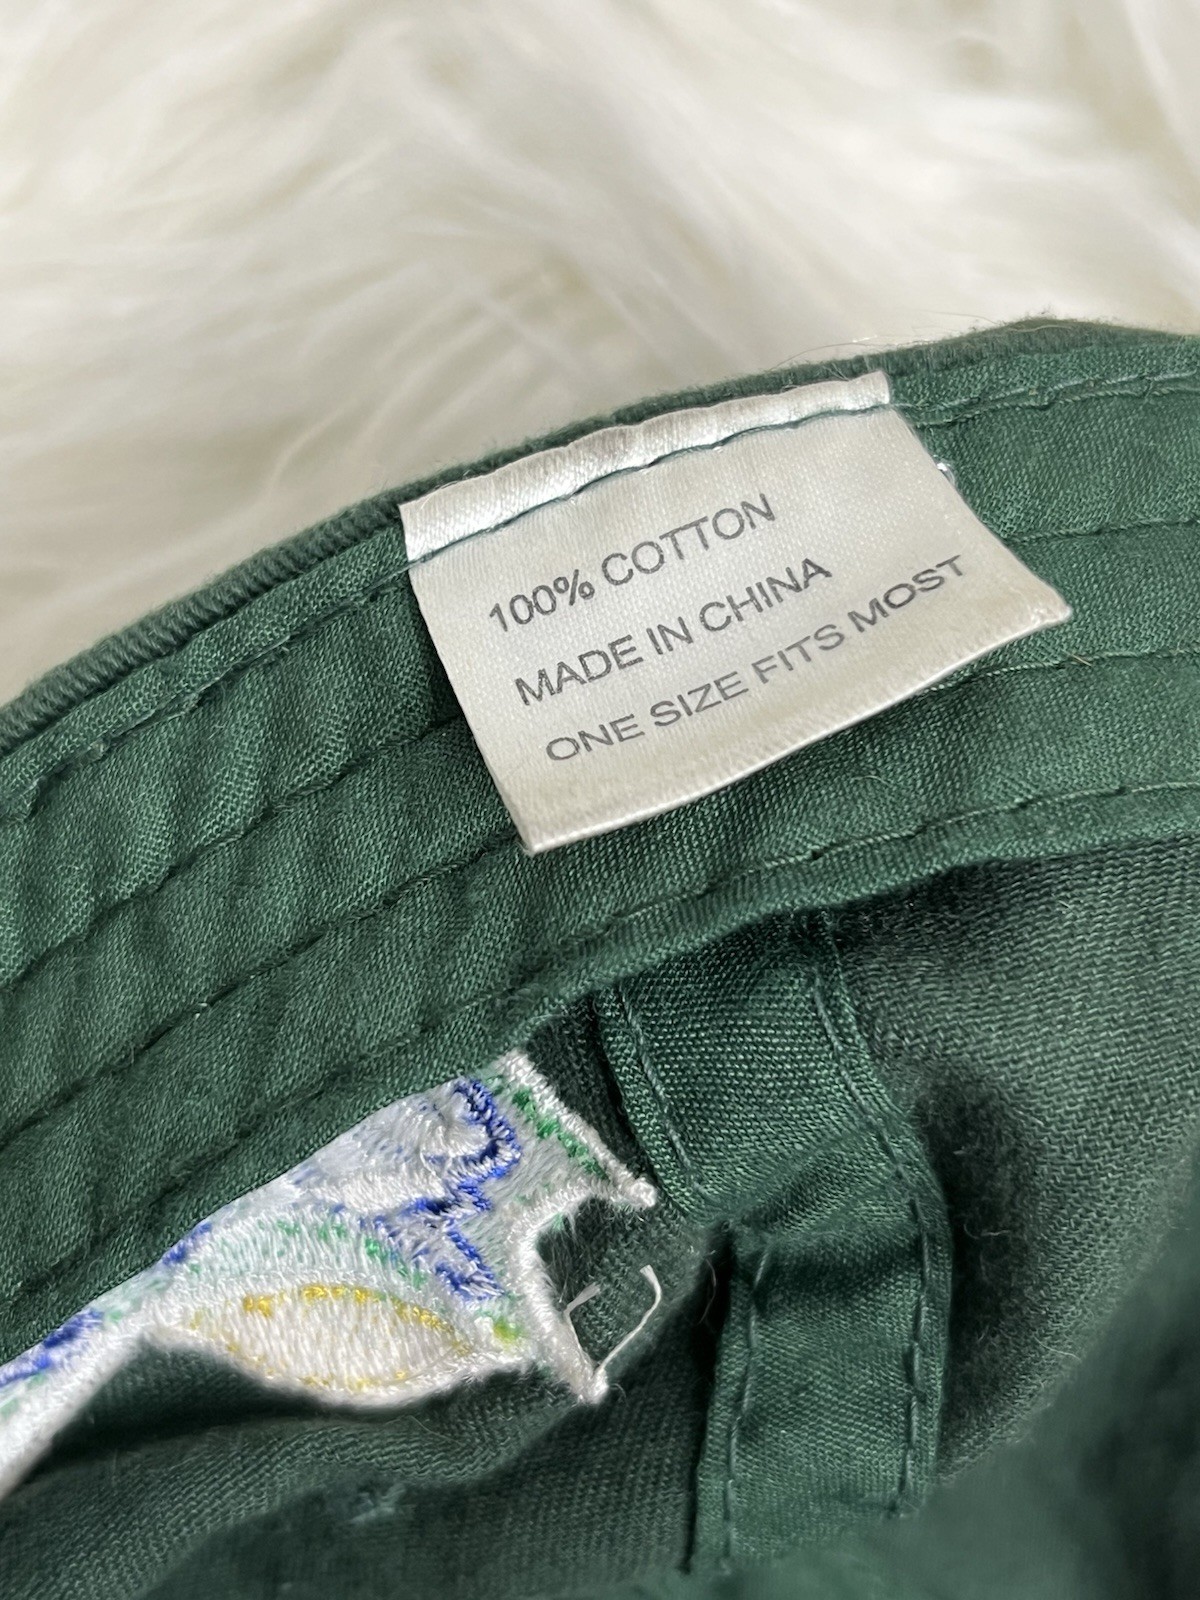 100% COTTON
MADE IN CHINA
ONE SIZE FITS MOST